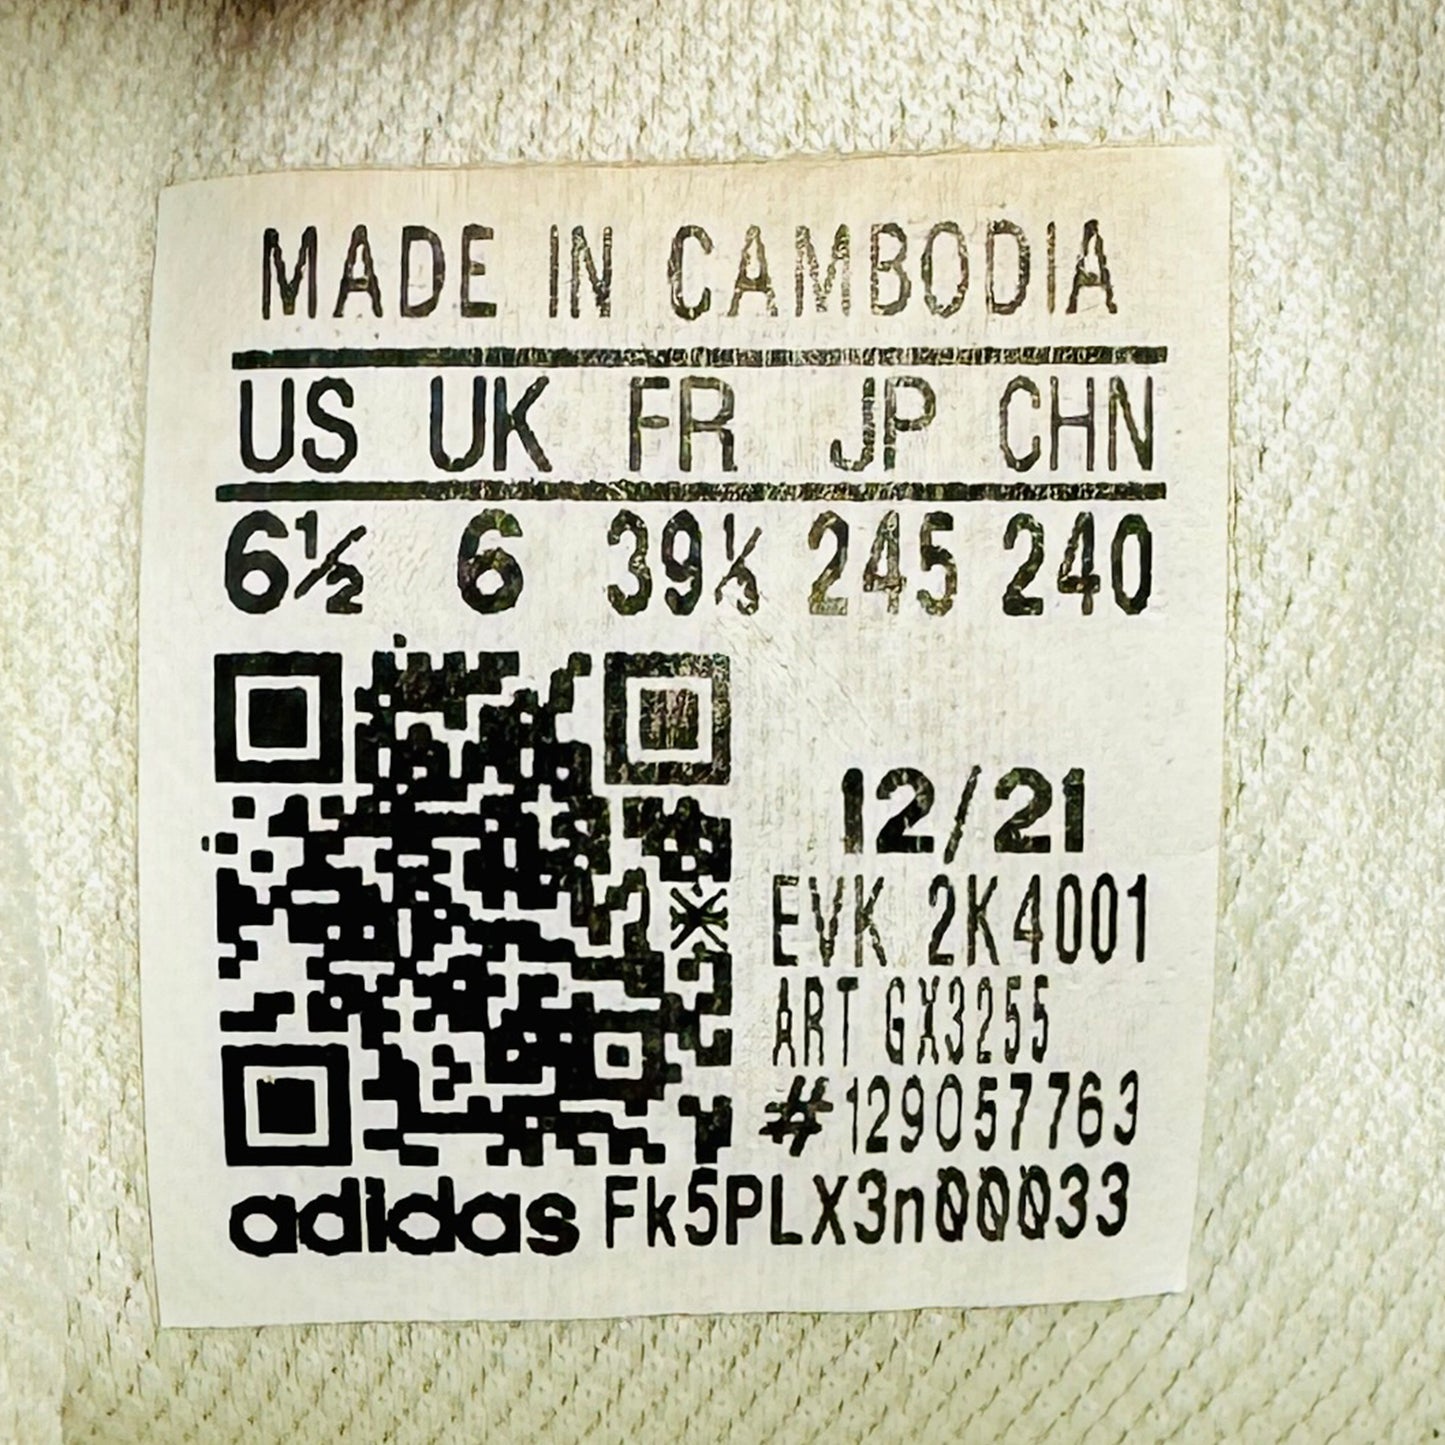 MADE IN CAMBODIA
US UK FR JP CHN
6½ 6 39⅓ 245 240
12/21
EVK 2K4001
ART GX3255
#129057763
adidas Fk5PLX3n00033